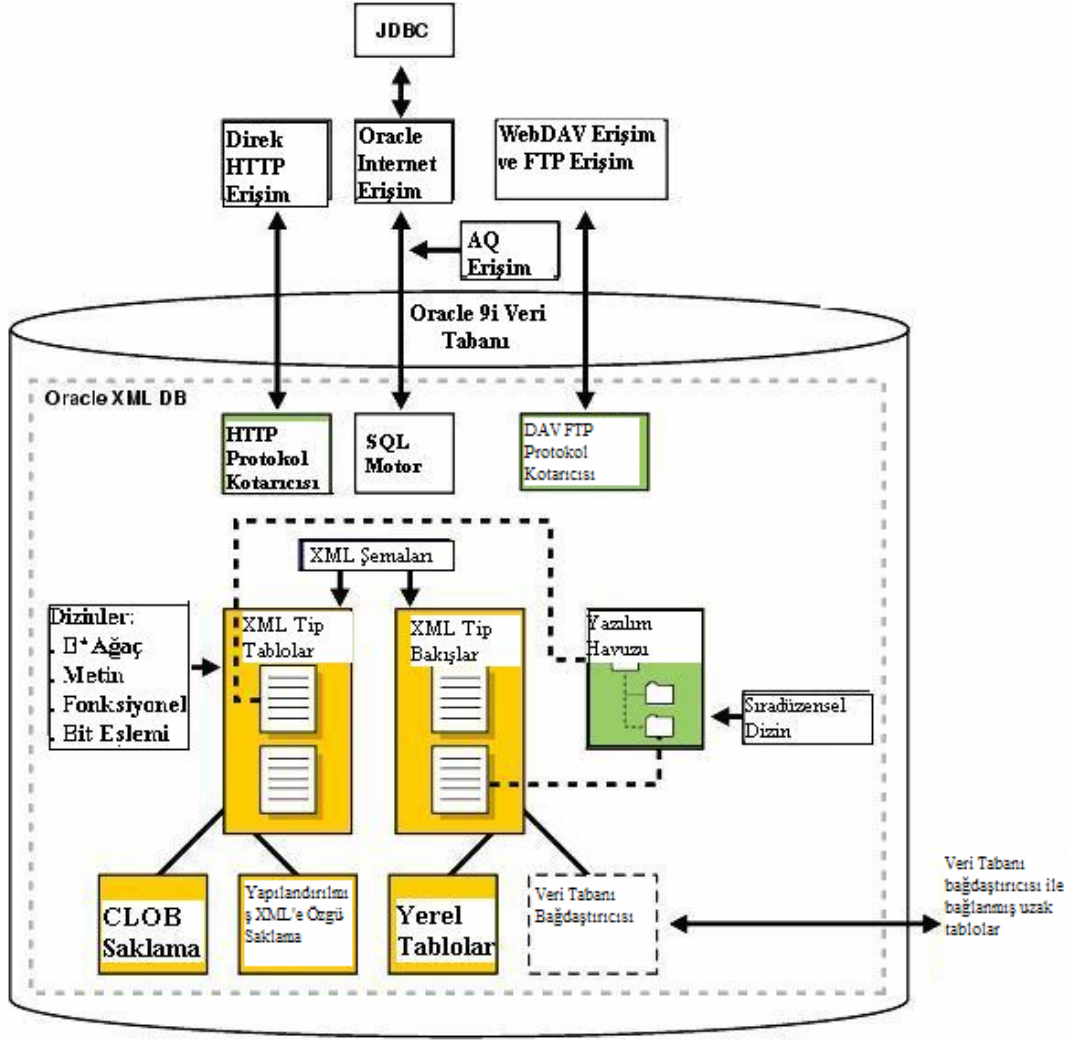 JDBC
Direk
HTTP
Erişim
Oracle
Internet
Erişim
WebDAV Erişim
ve FTP Erişim
AQ
Erişim
Oracle 9i Veri
Tabanı
Oracle XML DB
HTTP
Protokol
Kotarıcısı
SQL
Motor
DAV FTP
Protokol
Kotarıcısı
XML Şemaları
Dizinler:
. B* Ağaç
. Metin
. Fonksiyonel
. Bit Eşlemi
XML Tip
Tablolar
XML Tip
Bakışlar
Yazılım
Havuzu
Sıradüzensel
Dizin
CLOB
Saklama
Yapılandırılmı
ş XML'e Özgü
Saklama
Yerel
Tablolar
Veri Tabanı
Bağdaştırıcısı
Veri Tabanı
bağdaştırıcısı ile
bağlanmış uzak
tablolar